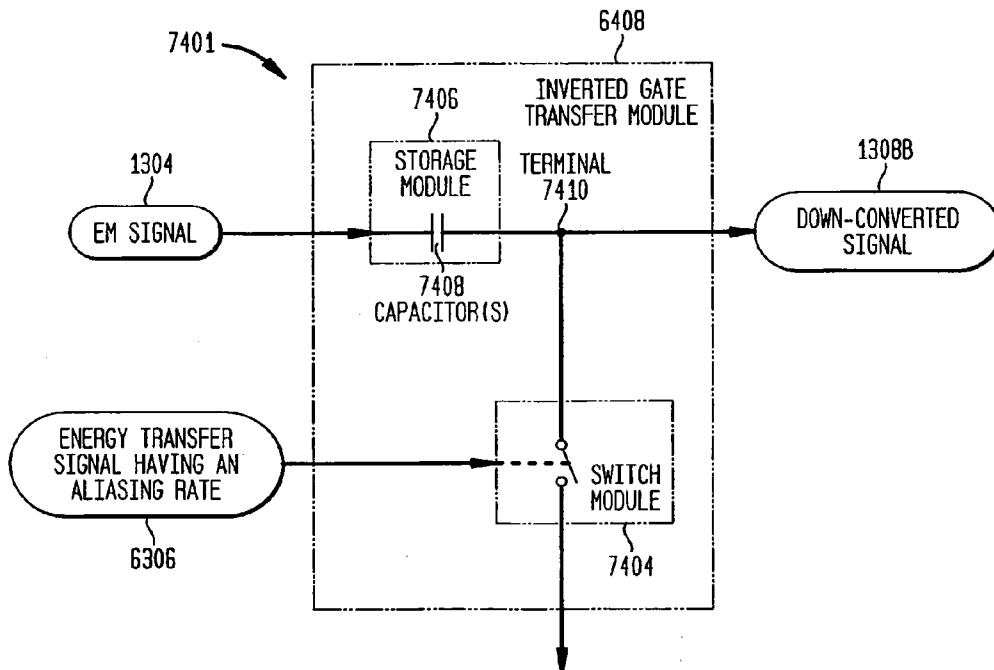 7401
6408
INVERTED GATE
TRANSFER MODULE
7406
STORAGE
MODULE
TERMINAL
7410
1304
EM SIGNAL
1308B
DOWN-CONVERTED
SIGNAL
7408
CAPACITOR(S)
ENERGY TRANSFER
SIGNAL HAVING AN
ALIASING RATE
6306
SWITCH
MODULE
7404